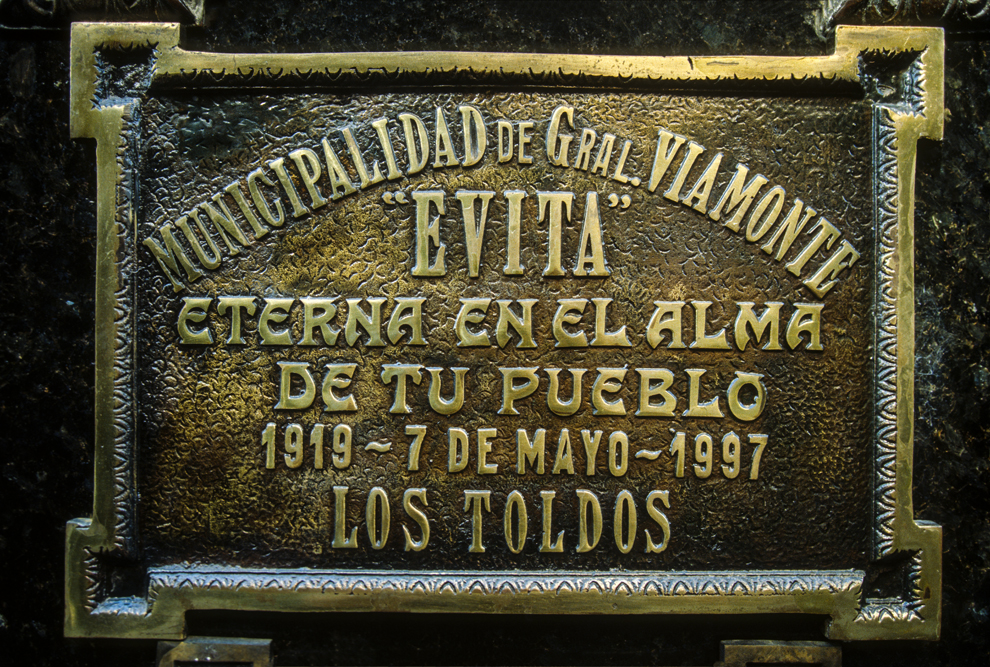 MUNICIPALIDAD DE GRAL. VIAMONTE
"EVITA"
ETERNA EN EL ALMA
DE TU PUEBLO
1919 ~ 7 DE MAYO ~ 1997
LOS TOLDOS